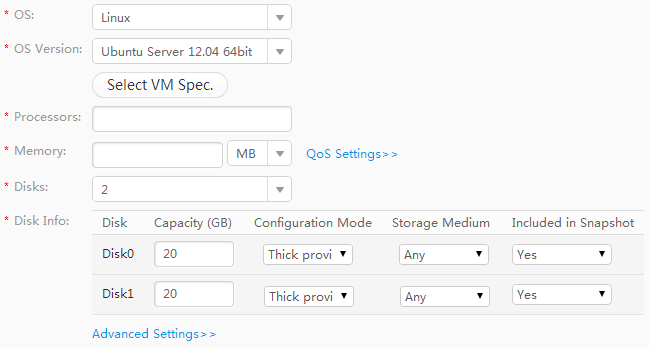 * OS: Linux
* OS Version: Ubuntu Server 12.04 64bit
Select VM Spec.
* Processors:
* Memory: MB QoS Settings>>
* Disks: 2
* Disk Info: Disk Capacity (GB) Configuration Mode Storage Medium Included in Snapshot
Disk0 20 Thick provi Any Yes
Disk1 20 Thick provi Any Yes
Advanced Settings>>